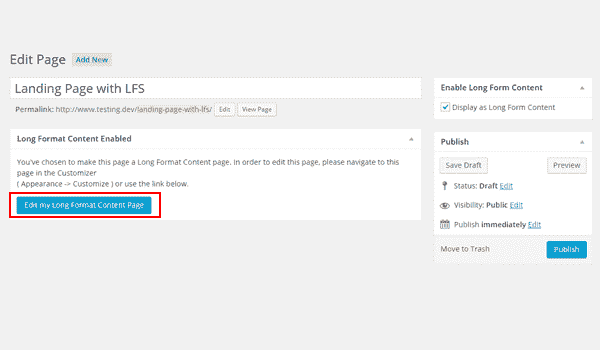 Edit Page Add New
Landing Page with LFS
Permalink: http://www.testing.dev/landing-page-with-lfs/ Edit View Page
Long Format Content Enabled
You've chosen to make this page a Long Format Content page. In order to edit this page, please navigate to this
page in the Customizer
( Appearance -> Customize ) or use the link below.
Edit my Long Format Content Page
Enable Long Form Content
Display as Long Form Content
Publish
Save Draft Preview
Status: Draft Edit
Visibility: Public Edit
Publish immediately Edit
Move to Trash Publish